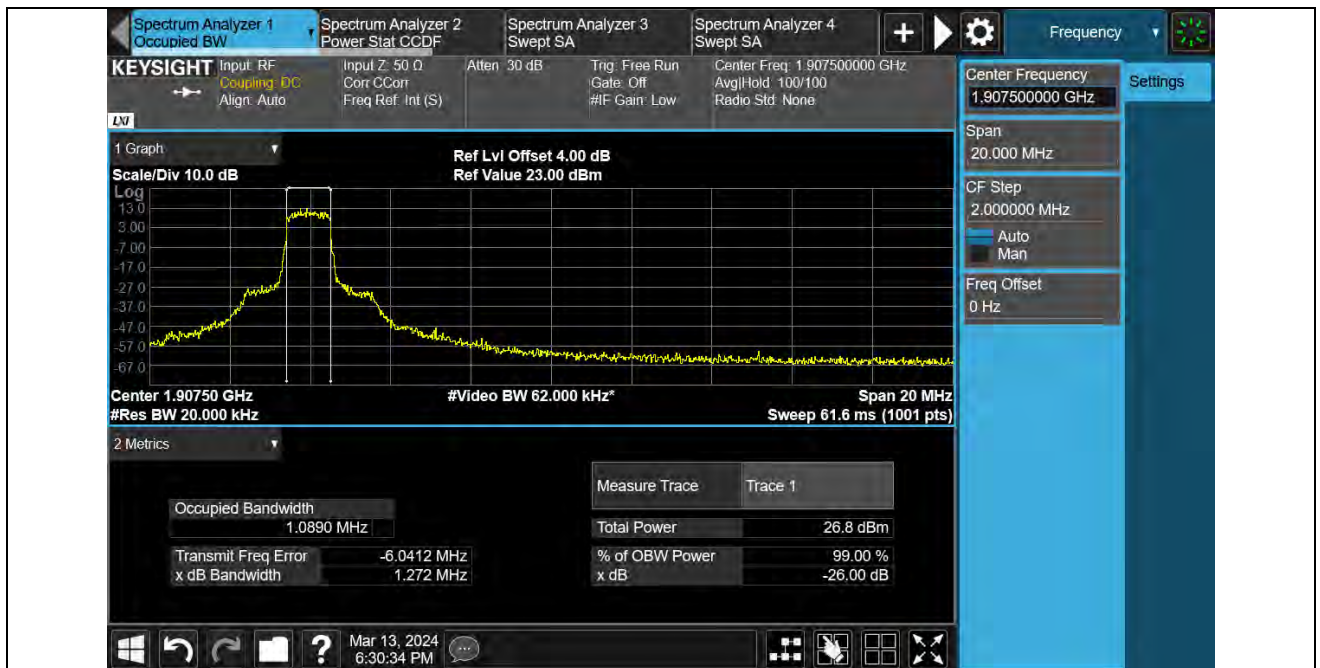 Spectrum Analyzer 1
Occupied BW
Spectrum Analyzer 2
Power Stat CCDF
Spectrum Analyzer 3
Swept SA
Spectrum Analyzer 4
Swept SA
+
Frequency
KEYSIGHT
LXI
Input: RF
Coupling: DC
Align: Auto
Input Z: 50 Ω
Corr CCorr
Freq Ref: Int (S)
Atten: 30 dB
Trig: Free Run
Gate: Off
#IF Gain: Low
Center Freq: 1.907500000 GHz
Avg|Hold: 100/100
Radio Std: None
Center Frequency
1.907500000 GHz
Settings
Span
20.000 MHz
CF Step
2.000000 MHz
Auto
Man
Freq Offset
0 Hz
1 Graph
Scale/Div 10.0 dB
Ref Lvl Offset 4.00 dB
Ref Value 23.00 dBm
Log
13.0
3.00
-7.00
-17.0
-27.0
-37.0
-47.0
-57.0
-67.0
Center 1.90750 GHz
#Res BW 20.000 kHz
#Video BW 62.000 kHz*
Span 20 MHz
Sweep 61.6 ms (1001 pts)
2 Metrics
Occupied Bandwidth
1.0890 MHz
Transmit Freq Error -6.0412 MHz
x dB Bandwidth 1.272 MHz
Measure Trace Trace 1
Total Power 26.8 dBm
% of OBW Power 99.00 %
x dB -26.00 dB
?
Mar 13, 2024
6:30:34 PM